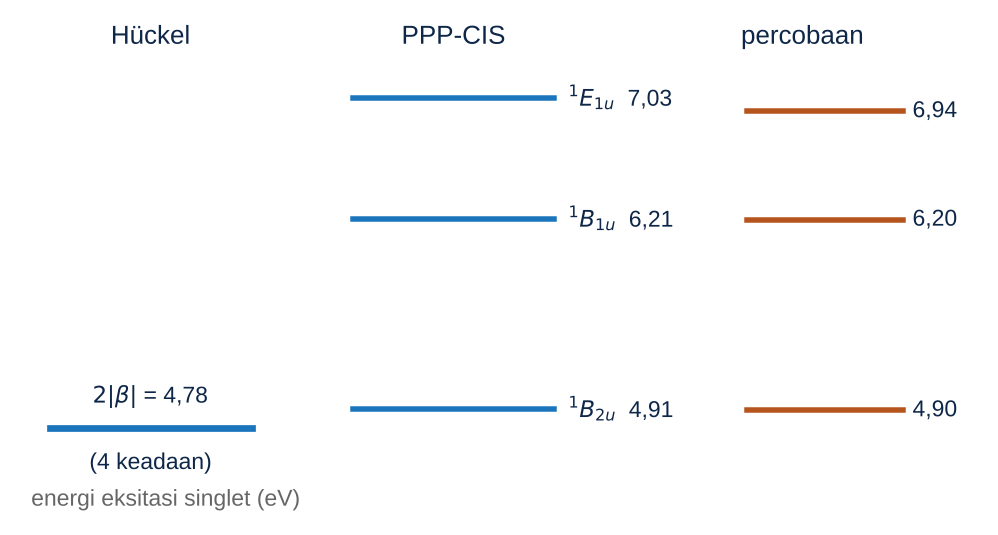 Hückel PPP-CIS percobaan
¹E₁ᵤ 7,03
6,94
¹B₁ᵤ 6,21
6,20
2|β| = 4,78
¹B₂ᵤ 4,91
4,90
(4 keadaan)
energi eksitasi singlet (eV)